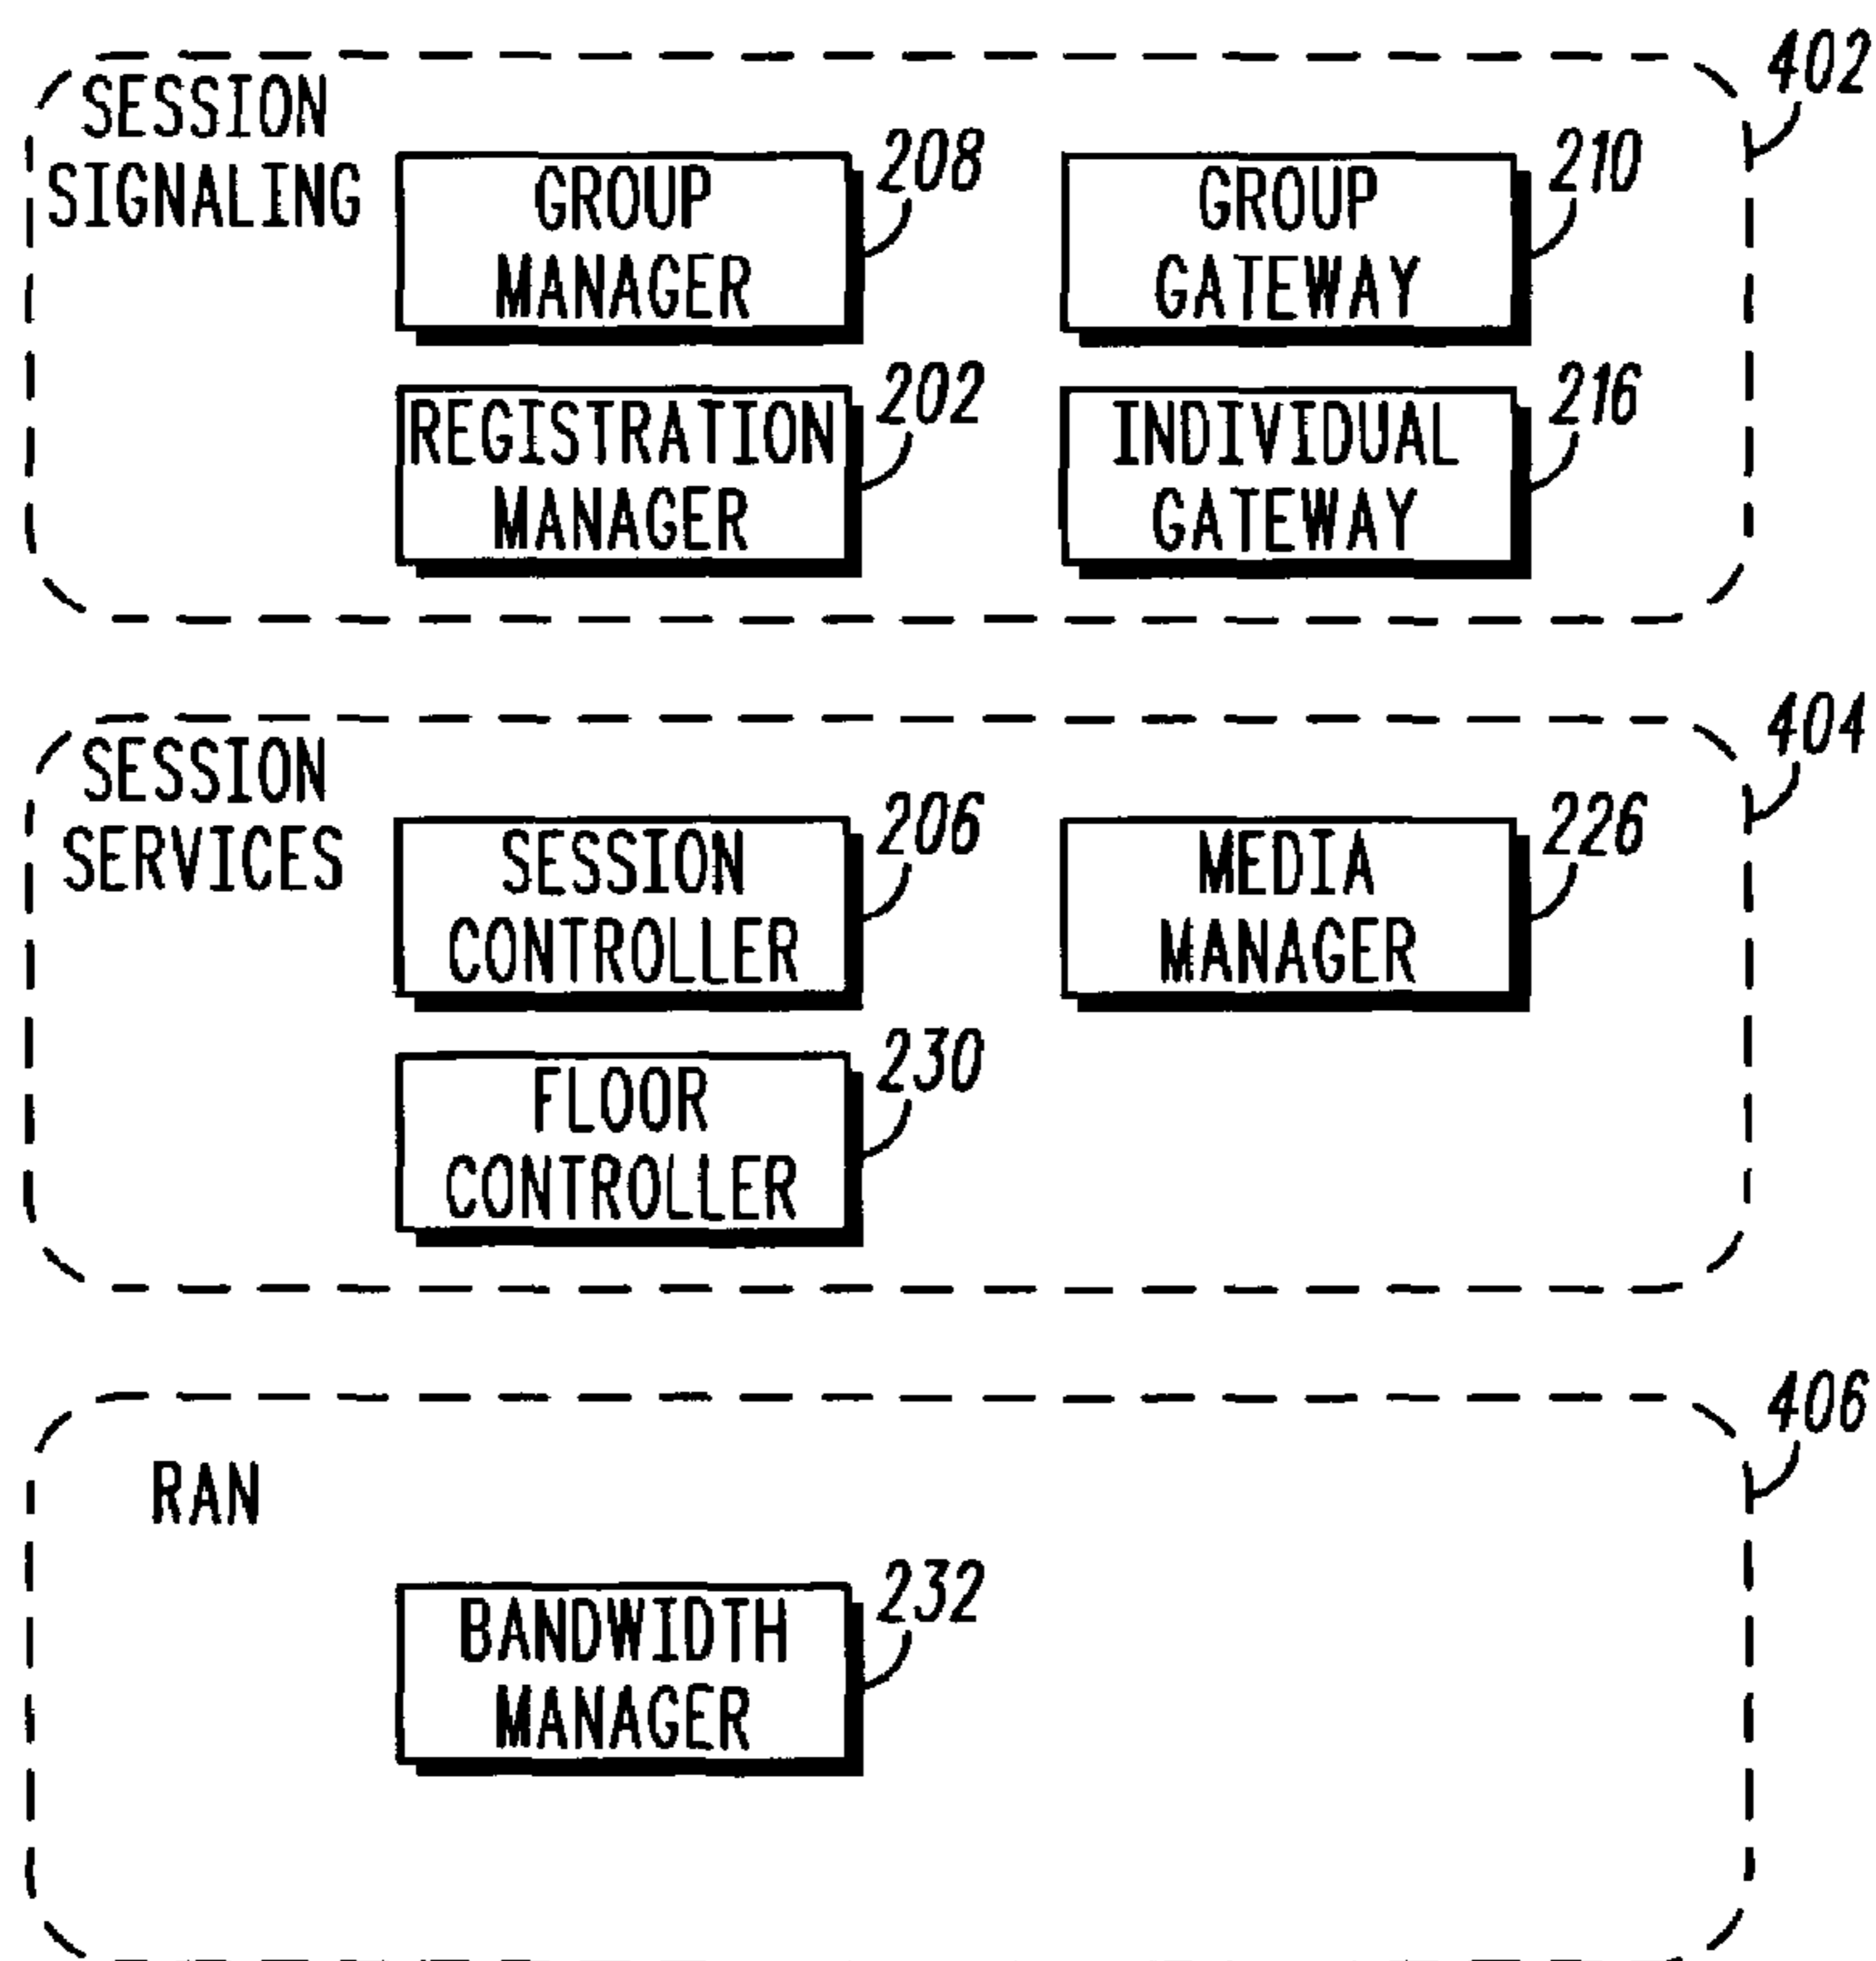 402
SESSION
SIGNALING
GROUP
MANAGER
208
GROUP
GATEWAY
210
REGISTRATION
MANAGER
202
INDIVIDUAL
GATEWAY
216
404
SESSION
SERVICES
SESSION
CONTROLLER
206
MEDIA
MANAGER
226
FLOOR
CONTROLLER
230
406
RAN
BANDWIDTH
MANAGER
232